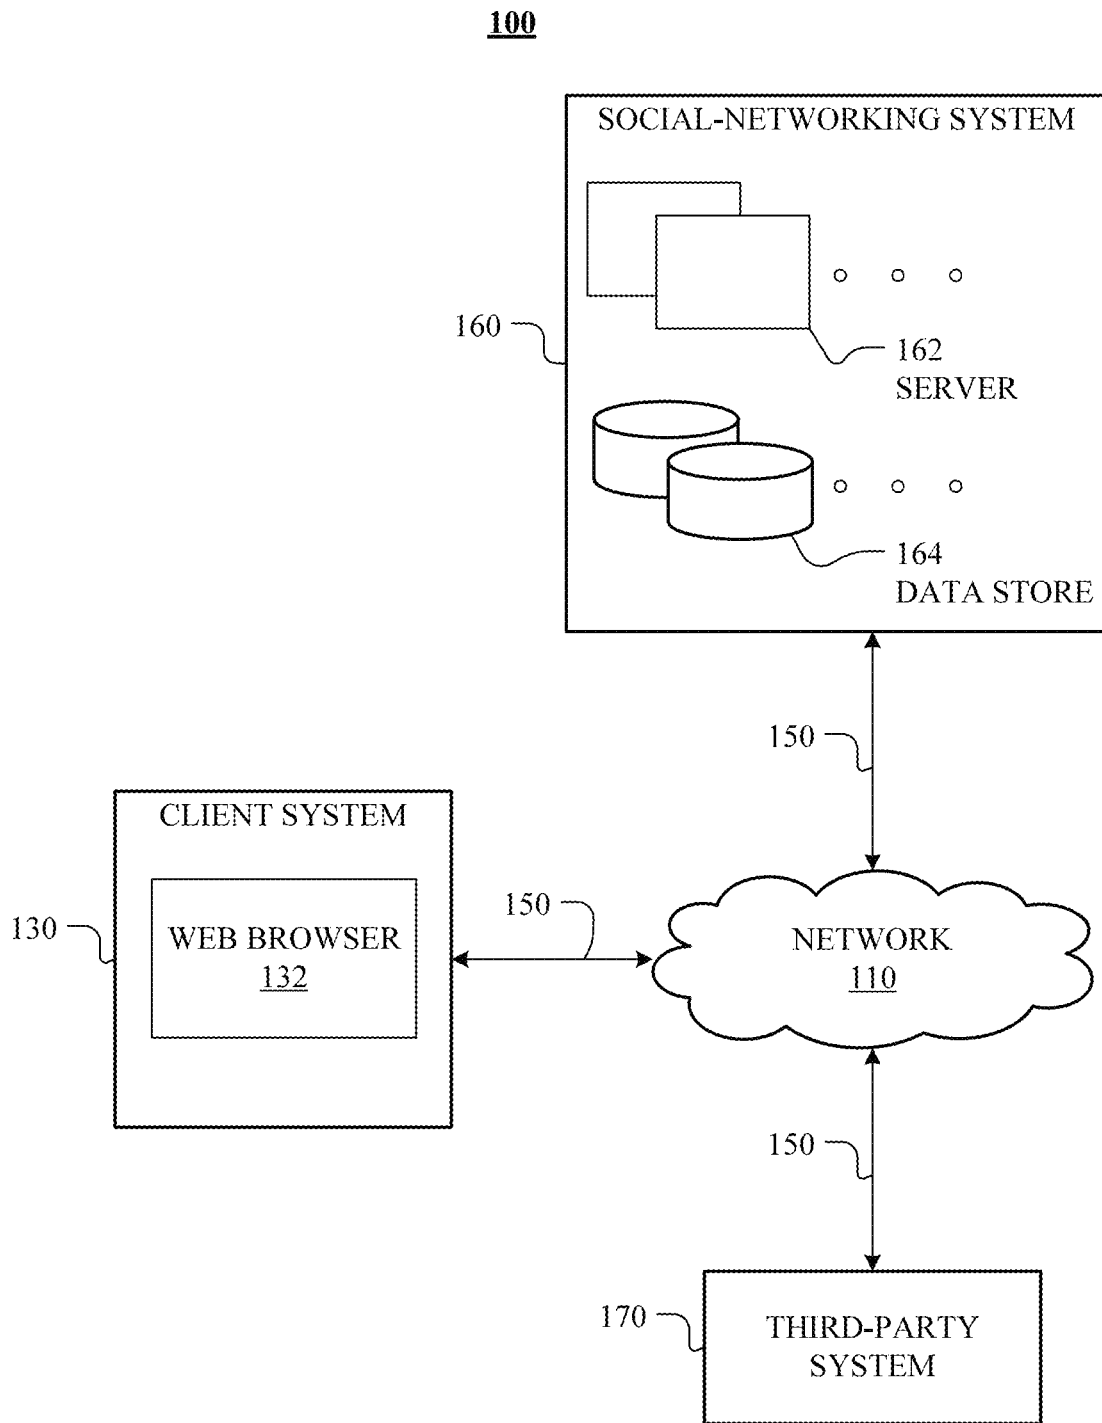 100
SOCIAL-NETWORKING SYSTEM
160
162
SERVER
164
DATA STORE
150
CLIENT SYSTEM
130
WEB BROWSER
132
150
NETWORK
110
150
170
THIRD-PARTY
SYSTEM